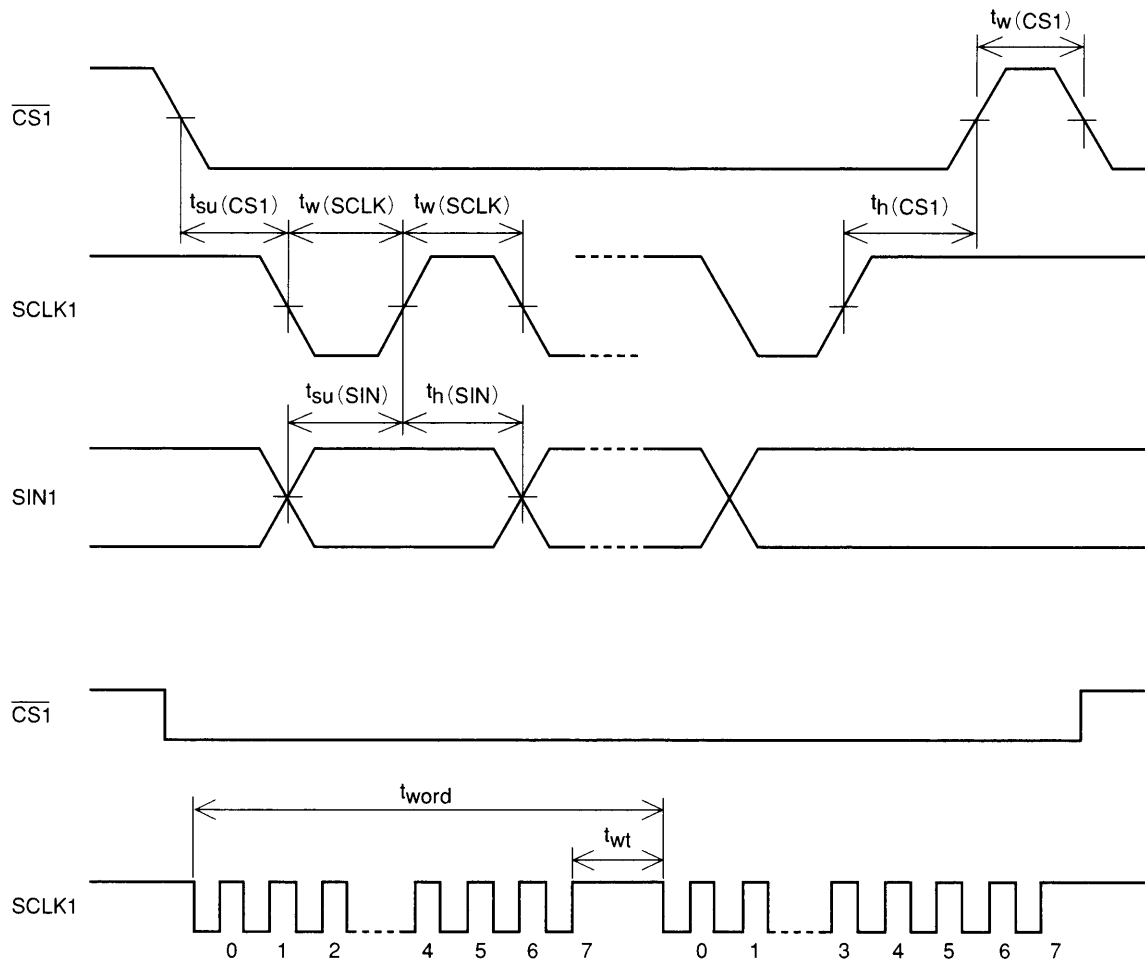 tw(CS1)
CS1
tsu(CS1) tw(SCLK) tw(SCLK) th(CS1)
SCLK1
tsu(SIN) th(SIN)
SIN1
CS1
tword
twt
SCLK1
0 1 2 4 5 6 7 0 1 3 4 5 6 7